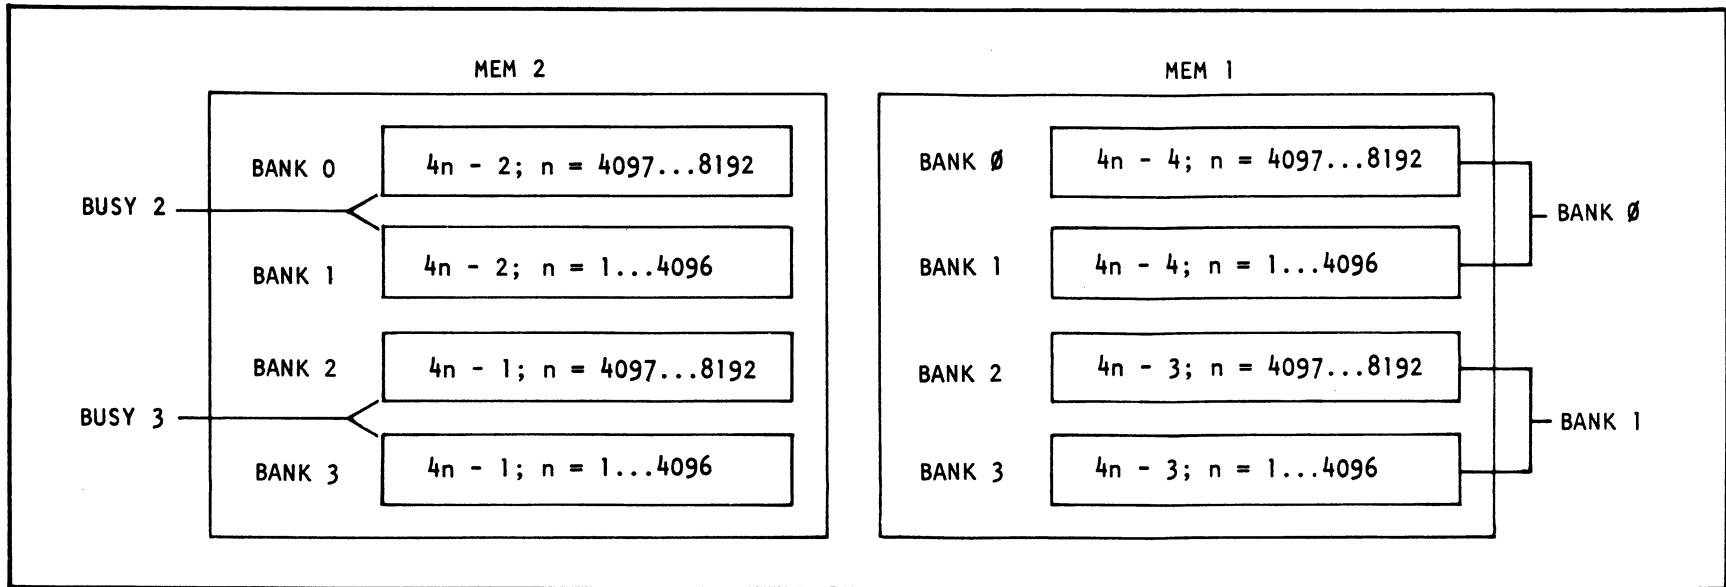 MEM 2
BANK 0
4n - 2; n = 4097...8192
BUSY 2
BANK 1
4n - 2; n = 1...4096
BANK 2
4n - 1; n = 4097...8192
BUSY 3
BANK 3
4n - 1; n = 1...4096
MEM 1
BANK Ø
4n - 4; n = 4097...8192
BANK Ø
BANK 1
4n - 4; n = 1...4096
BANK 2
4n - 3; n = 4097...8192
BANK 1
BANK 3
4n - 3; n = 1...4096